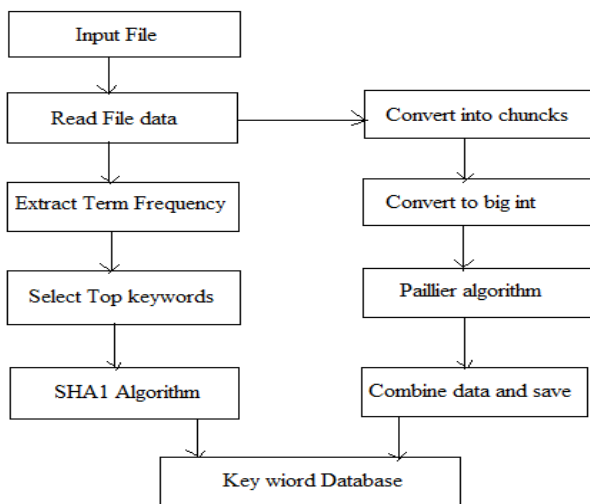 Input File
Read File data
Convert into chuncks
Extract Term Frequency
Convert to big int
Select Top keywords
Paillier algorithm
SHA1 Algorithm
Combine data and save
Key wiord Database